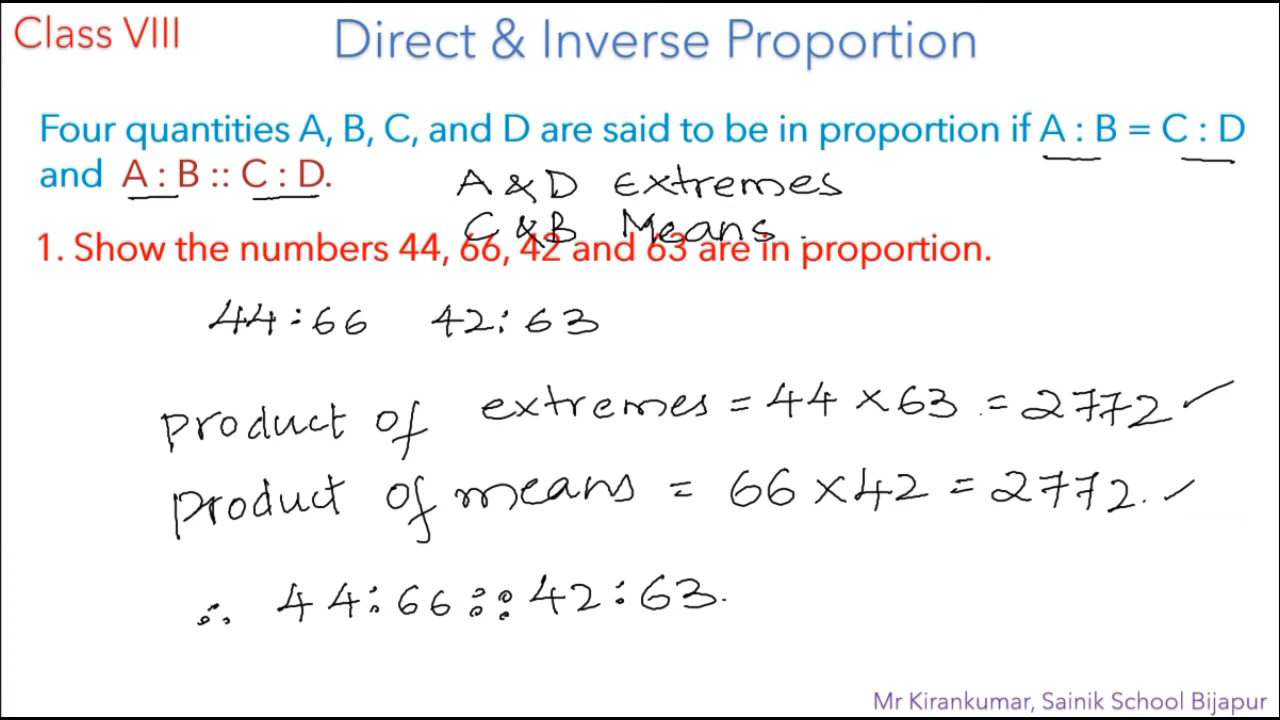 Class VIII
Direct & Inverse Proportion
Four quantities A, B, C, and D are said to be in proportion if A : B = C : D
and A : B :: C : D.
A & D Extremes
C & B Means.
1. Show the numbers 44, 66, 42 and 63 are in proportion.
44:66 42:63
product of extremes = 44 × 63 = 2772 ✓
product of means = 66 × 42 = 2772. ✓
∴ 44:66::42:63.
Mr Kirankumar, Sainik School Bijapur